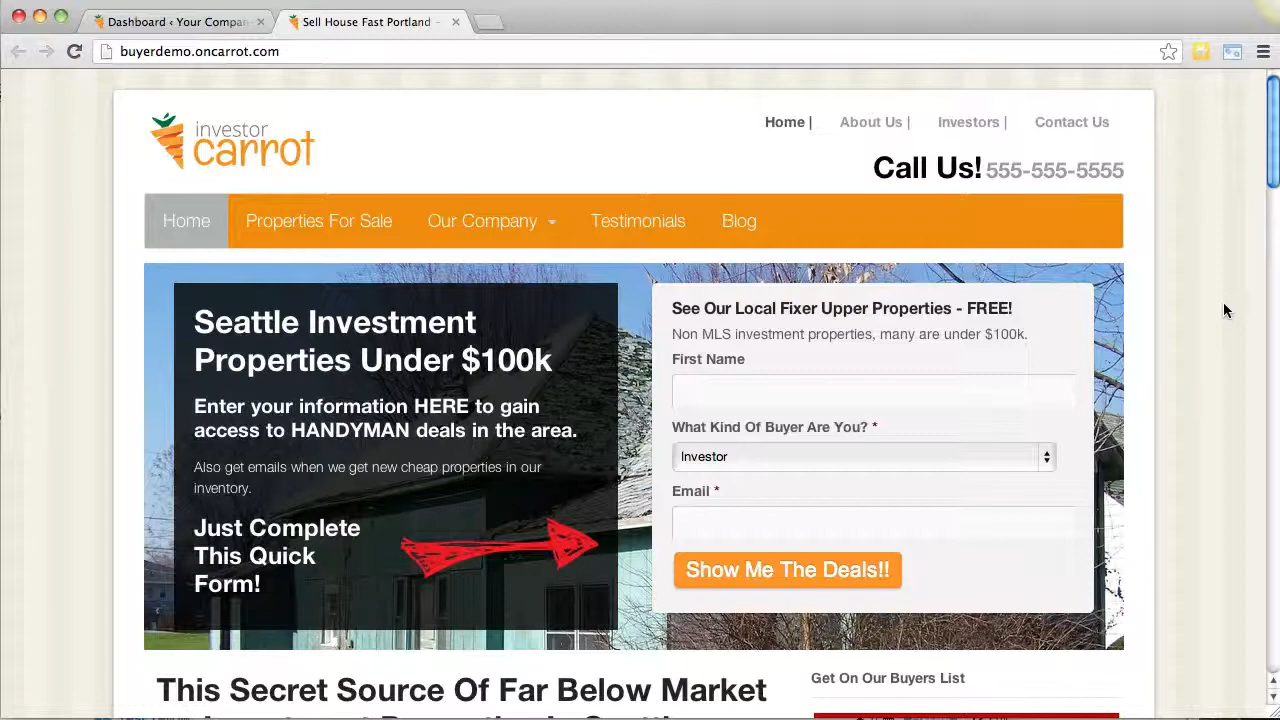 Dashboard ‹ Your Compan
Sell House Fast Portland -
buyerdemo.oncarrot.com
investor
carrot
Home |
About Us |
Investors |
Contact Us
Call Us! 555-555-5555
Home
Properties For Sale
Our Company
Testimonials
Blog
Seattle Investment
Properties Under $100k
Enter your information HERE to gain
access to HANDYMAN deals in the area.
Also get emails when we get new cheap properties in our
inventory.
Just Complete
This Quick
Form!
See Our Local Fixer Upper Properties - FREE!
Non MLS investment properties, many are under $100k.
First Name
What Kind Of Buyer Are You? *
Investor
Email *
Show Me The Deals!!
This Secret Source Of Far Below Market
Get On Our Buyers List